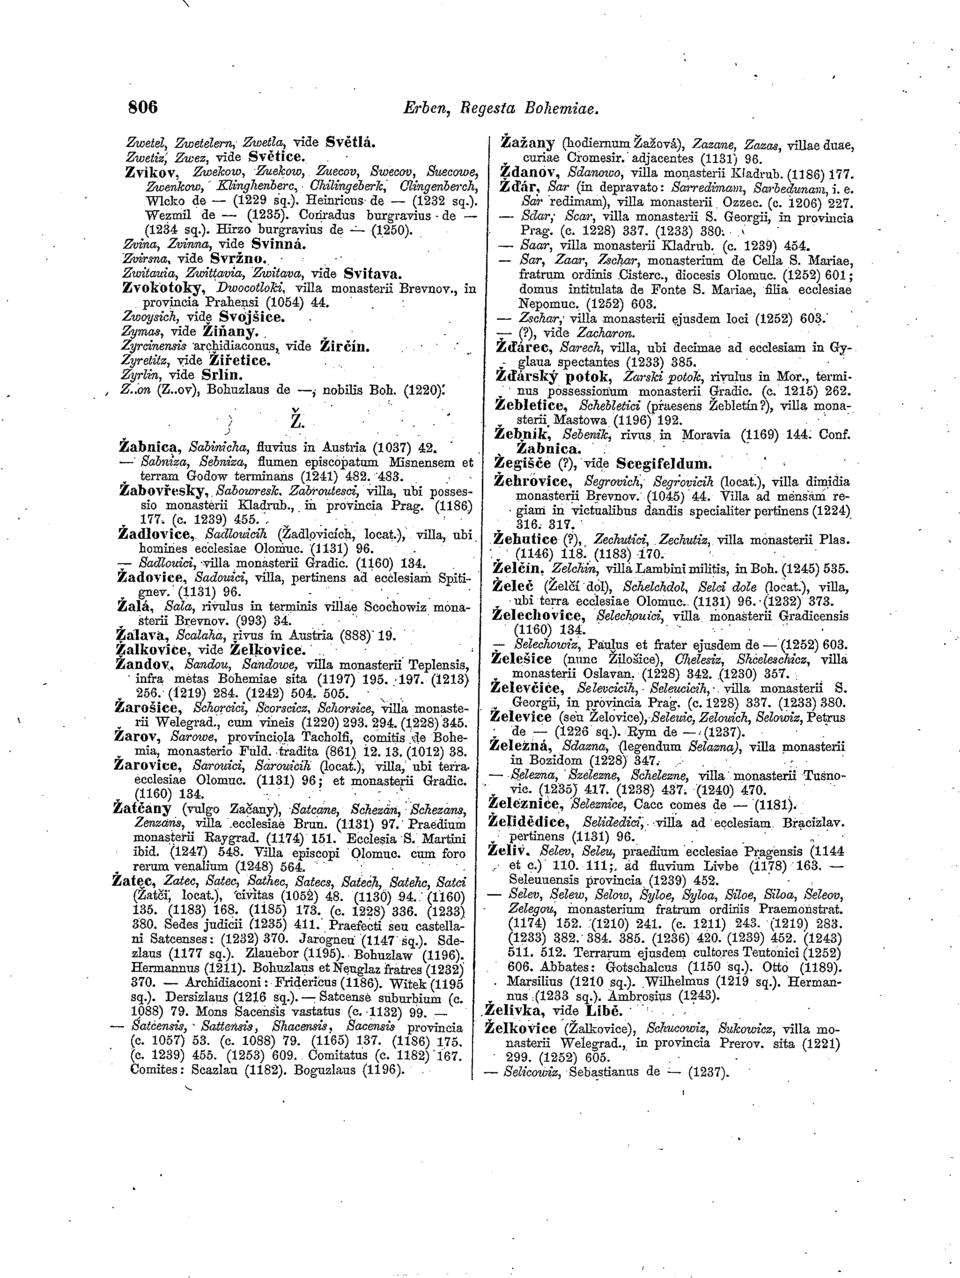 806
Erben, Regesta Bohemiae.
Zwetel, Zwetelern, Zwetla, vide Světlá.
Zwetiz, Zwez, vide Světice.
Zvíkov, Zwekow, Zuekow, Zuecov, Swecov, Suecowe,
Zwenkow, Klinghenberc, Chilingeberk, Clingenberch,
Wlcko de — (1229 sq.). Heinricus de — (1232 sq.).
Wezmil de — (1235). Conradus burgravius de —
(1234 sq.). Hirzo burgravius de — (1250).
Zvina, Zvinna, vide Svinná.
Zvirsna, vide Svržno.
Zwitauia, Zwittavia, Zwitava, vide Svitava.
Zvokotoky, Dwocotloki, villa monasterii Brevnov., in
provincia Prahensi (1054) 44.
Zwoysich, vide Svojšice.
Zymas, vide Žiňany.
Zyrcinensis archidiaconus, vide Žirčín.
Zyretitz, vide Žiřetice.
Zyrlin, vide Srlín.
Z..on (Z..ov), Bohuzlaus de —, nobilis Boh. (1220).
Ž.
Žabnica, Sabinicha, fluvius in Austria (1037) 42.
— Sabniza, Sebniza, flumen episcopatum Misnensem et
terram Godow terminans (1241) 482. 483.
Žabovřesky, Sabouresk. Zabroutesci, villa, ubi posses-
sio monasterii Kladrub., in provincia Prag. (1186)
177. (c. 1239) 455.
Žadlovice, Sadlouicih (Žadlovicích, locat.), villa, ubi
homines ecclesiae Olomuc. (1131) 96.
— Sadlouici, villa monasterii Gradic. (1160) 134.
Žadovice, Sadouici, villa, pertinens ad ecclesiam Spiti-
gnev. (1131) 96.
Žalá, Sala, rivulus in terminis villae Scochowiz mona-
sterii Brevnov. (993) 34.
Žalava, Scalaha, rivus in Austria (888) 19.
Žalkovice, vide Želkovice.
Žandov, Sandou, Sandowe, villa monasterii Teplensis,
infra metas Bohemiae sita (1197) 195. 197. (1213)
256. (1219) 284. (1242) 504. 505.
Žarošice, Schorcici, Scorscicz, Schorsice, villa monaste-
rii Welegrad., cum vineis (1220) 293. 294. (1228) 345.
Žarov, Sarowe, provinciola Tacholfi, comitis de Bohe-
mia, monasterio Fuld. tradita (861) 12. 13. (1012) 38.
Žarovice, Sarouici, Sarouicih (locat.), villa, ubi terra
ecclesiae Olomuc. (1131) 96; et monasterii Gradic.
(1160) 134.
Žatčany (vulgo Začany), Satcane, Schezan, Schezans,
Zenzans, villa ecclesiae Brun. (1131) 97. Praedium
monasterii Raygrad. (1174) 151. Ecclesia S. Martini
ibid. (1247) 548. Villa episcopi Olomuc. cum foro
rerum venalium (1248) 564.
Žatec, Zatec, Satec, Sathec, Satecs, Satech, Satehc, Satci
(Žatči, locat.), civitas (1052) 48. (1130) 94. (1160)
135. (1183) 168. (1185) 173. (c. 1228) 336. (1233)
380. Sedes judicii (1235) 411. Praefecti seu castella-
ni Satcenses: (1232) 370. Jarogneu (1147 sq.). Sde-
zlaus (1177 sq.). Zlauebor (1195). Bohuzlaw (1196).
Hermannus (1211). Bohuzlaus et Neuglaz fratres (1232)
370. — Archidiaconi: Fridericus (1186). Witek (1195
sq.). Dersizlaus (1216 sq.). — Satcense suburbium (c.
1088) 79. Mons Sacensis vastatus (c. 1132) 99. —
— Satcensis, Sattensis, Shacensis, Sacensis provincia
(c. 1057) 53. (c. 1088) 79. (1165) 137. (1186) 175.
(c. 1239) 455. (1253) 609. Comitatus (c. 1182) 167.
Comites: Scazlau (1182). Boguzlaus (1196).
Žažany (hodiernum Žažová), Zazane, Zazas, villae duae,
curiae Cromesir. adjacentes (1131) 96.
Ždanov, Sdanowo, villa monasterii Kladrub. (1186) 177.
Žďár, Sar (in depravato: Sarredimam, Sarbedunam, i. e.
Sar redimam), villa monasterii Ozzec. (c. 1206) 227.
— Sdar, Scar, villa monasterii S. Georgii, in provincia
Prag. (c. 1228) 337. (1233) 380.
— Saar, villa monasterii Kladrub. (c. 1239) 454.
— Sar, Zaar, Zschar, monasterium de Cella S. Mariae,
fratrum ordinis Cisterc., diocesis Olomuc. (1252) 601;
domus intitulata de Fonte S. Mariae, filia ecclesiae
Nepomuc. (1252) 603.
— Zschar, villa monasterii ejusdem loci (1252) 603.
— (?), vide Zacharon.
Žďárec, Sarech, villa, ubi decimae ad ecclesiam in Gy-
glaua spectantes (1233) 385.
Žďárský potok, Zarski potok, rivulus in Mor., termi-
nus possessionum monasterii Gradic. (c. 1215) 262.
Žebletice, Schebletici (praesens Žebletín?), villa mona-
sterii Mastowa (1196) 192.
Žebník, Sebenik, rivus in Moravia (1169) 144. Conf.
Žabnica.
Žegišče (?), vide Scegifeldum.
Žehrovice, Segrovich, Segrovicih (locat.), villa dimidia
monasterii Brevnov. (1045) 44. Villa ad mensam re-
giam in victualibus dandis specialiter pertinens (1224)
316. 317.
Žehutice (?), Zechutici, Zechutiz, villa monasterii Plas.
(1146) 118. (1183) 170.
Želčín, Zelchin, villa Lambini militis, in Boh. (1245) 535.
Želeč (Želčí dol), Schelchdol, Selci dole (locat.), villa,
ubi terra ecclesiae Olomuc. (1131) 96. (1232) 373.
Želechovice, Selechouici, villa monasterii Gradicensis
(1160) 134.
— Selechowiz, Paulus et frater ejusdem de — (1252) 603.
Želešice (nunc Žilošice), Chelesiz, Shceleschicz, villa
monasterii Oslavan. (1228) 342. (1230) 357.
Želevčice, Selevcicih, Seleucicih, villa monasterii S.
Georgii, in provincia Prag. (c. 1228) 337. (1233) 380.
Želevice (seu Želovice), Seleuic, Zelouich, Selowiz, Petrus
de — (1226 sq.). Rym de — (1237).
Železná, Sdazna, (legendum Selazna), villa monasterii
in Bozidom (1228) 347.
— Selezna, Szelezne, Schelezne, villa monasterii Tusno-
vic. (1235) 417. (1238) 437. (1240) 470.
Železnice, Seleznice, Cacc comes de — (1181).
Želidědice, Selidedici, villa ad ecclesiam Bracizlav.
pertinens (1131) 96.
Želiv, Selev, Seleu, praedium ecclesiae Pragensis (1144
et c.) 110. 111; ad fluvium Livbe (1178) 163. —
Seleuuensis provincia (1239) 452.
— Selev, Selew, Selow, Syloa, Siloe, Siloa, Seleov,
Zelegou, monasterium fratrum ordinis Praemonstrat.
(1174) 152. (1210) 241. (c. 1211) 243. (1219) 283.
(1233) 382. 384. 385. (1236) 420. (1239) 452. (1243)
511. 512. Terrarum ejusdem cultores Teutonici (1252)
606. Abbates: Gotschalcus (1150 sq.). Otto (1189).
Marsilius (1210 sq.). Wilhelmus (1219 sq.). Herman-
nus (1233 sq.). Ambrosius (1243).
Želivka, vide Libě.
Želkovice (Žalkovice), Schucowiz, Sukowicz, villa mo-
nasterii Welegrad., in provincia Prerov. sita (1221)
299. (1252) 605.
— Selicowiz, Sebastianus de — (1237).